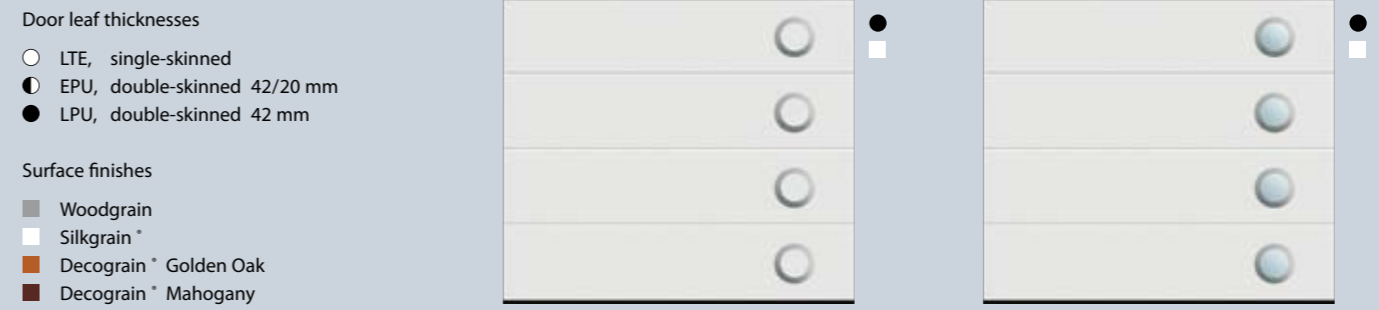 Door leaf thicknesses
LTE, single-skinned
EPU, double-skinned 42/20 mm
LPU, double-skinned 42 mm
Surface finishes
Woodgrain
Silkgrain ®
Decograin ® Golden Oak
Decograin ® Mahogany